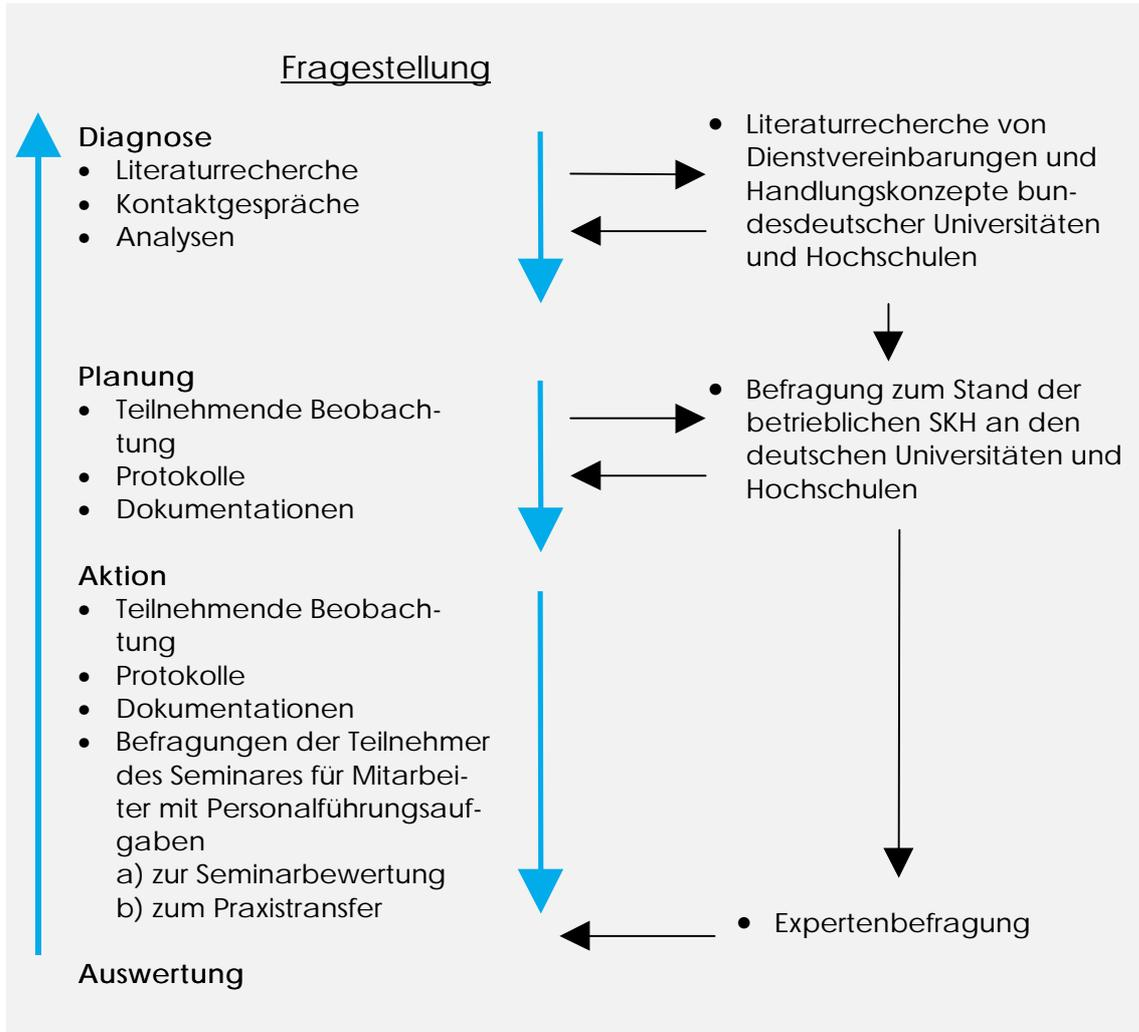 Fragestellung
Diagnose
• Literaturrecherche
• Kontaktgespräche
• Analysen
• Literaturrecherche von
Dienstvereinbarungen und
Handlungskonzepte bun-
desdeutscher Universitäten
und Hochschulen
Planung
• Teilnehmende Beobach-
tung
• Protokolle
• Dokumentationen
• Befragung zum Stand der
betrieblichen SKH an den
deutschen Universitäten und
Hochschulen
Aktion
• Teilnehmende Beobach-
tung
• Protokolle
• Dokumentationen
• Befragungen der Teilnehmer
des Seminares für Mitarbei-
ter mit Personalführungsauf-
gaben
a) zur Seminarbewertung
b) zum Praxistransfer
• Expertenbefragung
Auswertung